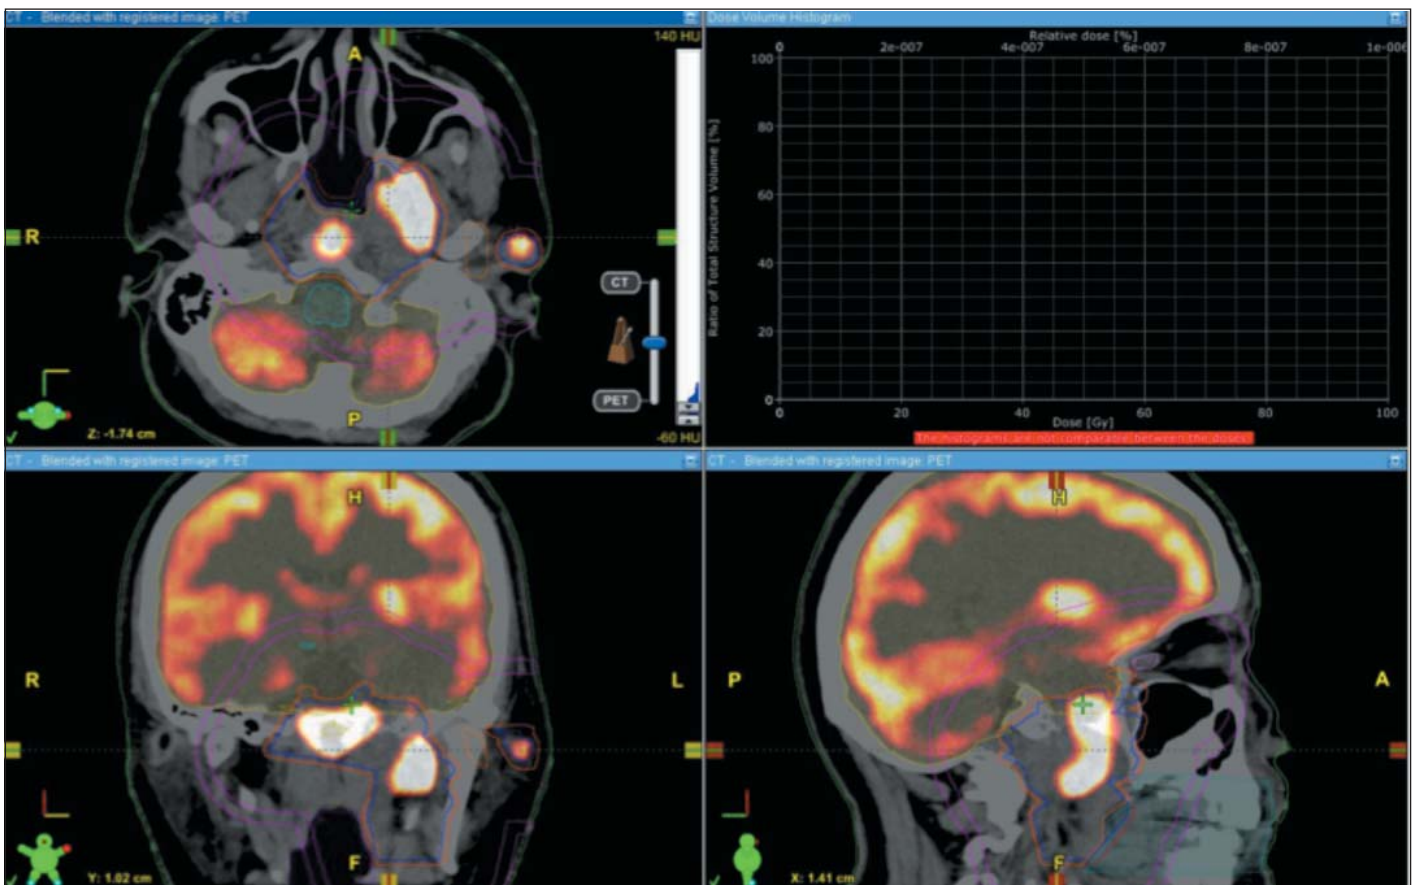 CT - Blended with registered image: PET
140 HU
A
R
CT
PET
P
Z: -1.74 cm
-60 HU
Dose Volume Histogram
Relative dose [%]
0 2e-007 4e-007 6e-007 8e-007 1e-006
Ratio of Total Structure Volume [%]
100
80
60
40
20
0
0 20 40 60 80 100
Dose [Gy]
The histograms are not comparable between the doses!
CT - Blended with registered image: PET
H
R
L
F
Y: 1.02 cm
CT - Blended with registered image: PET
H
P
A
F
X: 1.41 cm